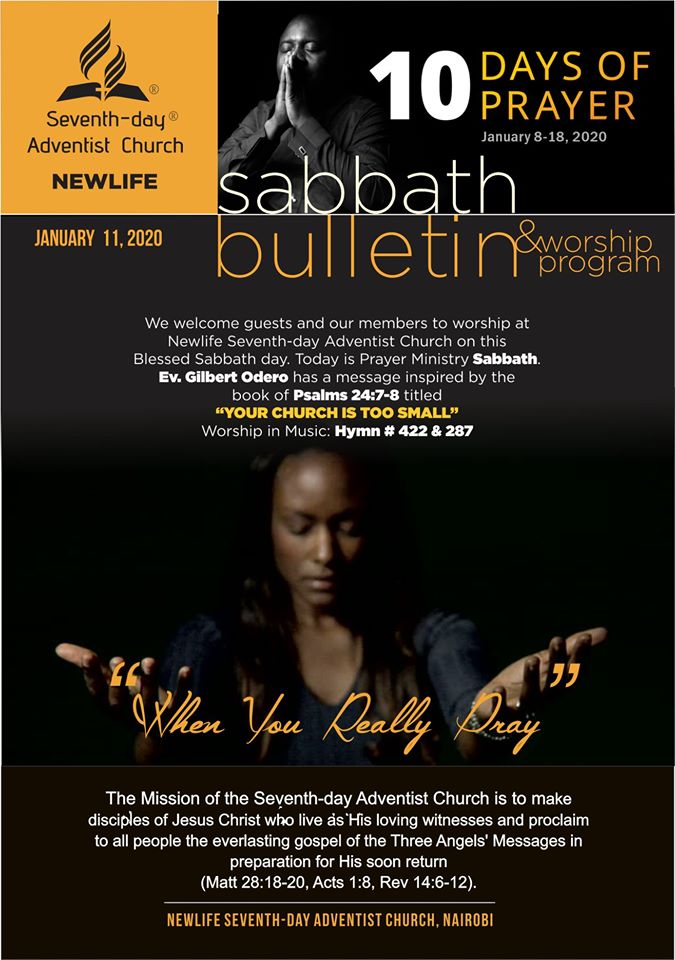 Seventh-day®
Adventist Church
NEWLIFE
®
10 DAYS OF
PRAYER
January 8-18, 2020
sabbath
bulletin & worship
program
JANUARY 11, 2020
We welcome guests and our members to worship at
Newlife Seventh-day Adventist Church on this
Blessed Sabbath day. Today is Prayer Ministry Sabbath.
Ev. Gilbert Odero has a message inspired by the
book of Psalms 24:7-8 titled
“YOUR CHURCH IS TOO SMALL”
Worship in Music: Hymn # 422 & 287
“When You Really Pray”
The Mission of the Seventh-day Adventist Church is to make
disciples of Jesus Christ who live as His loving witnesses and proclaim
to all people the everlasting gospel of the Three Angels' Messages in
preparation for His soon return
(Matt 28:18-20, Acts 1:8, Rev 14:6-12).
NEWLIFE SEVENTH-DAY ADVENTIST CHURCH, NAIROBI